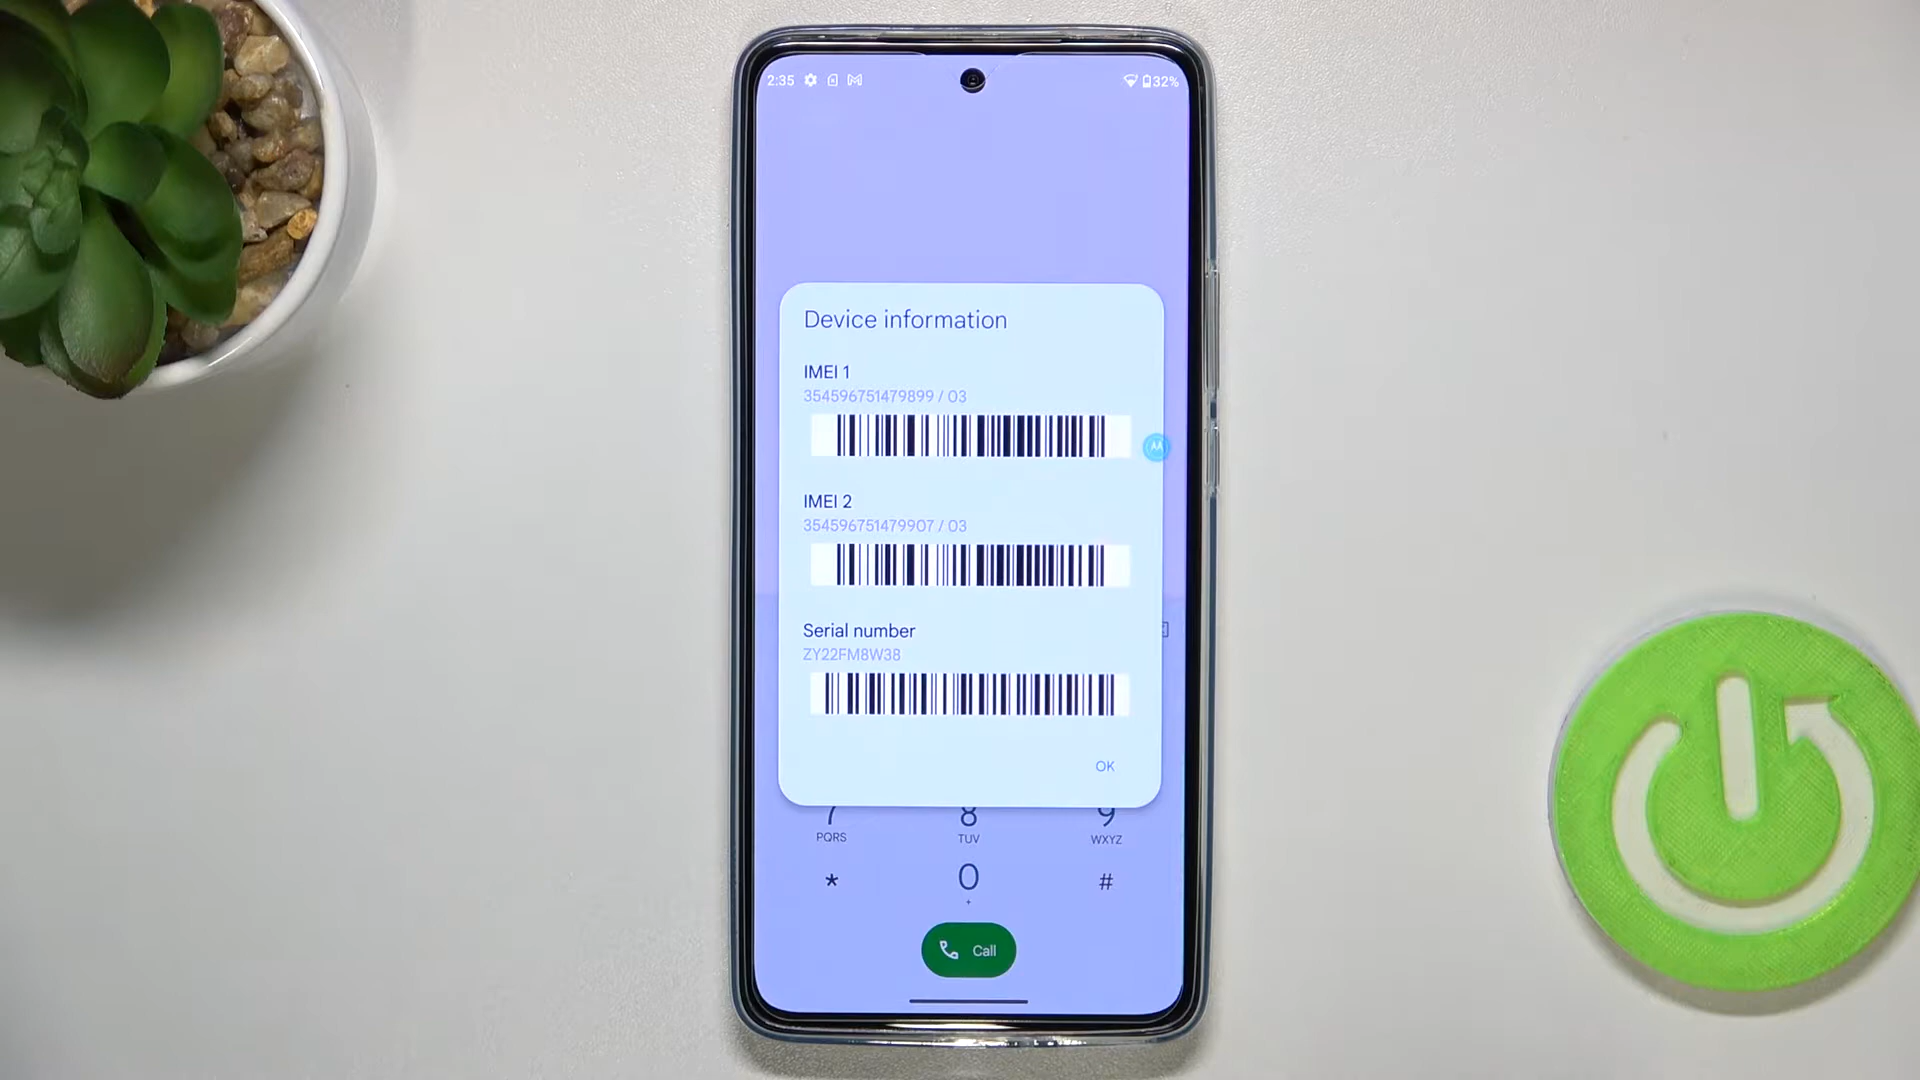 2:35 32%
Device information
IMEI 1
354596751479899 / 03
IMEI 2
354596751479907 / 03
Serial number
ZY22FM8W38
OK
7 8 9
PQRS TUV WXYZ
* 0 #
+
Call